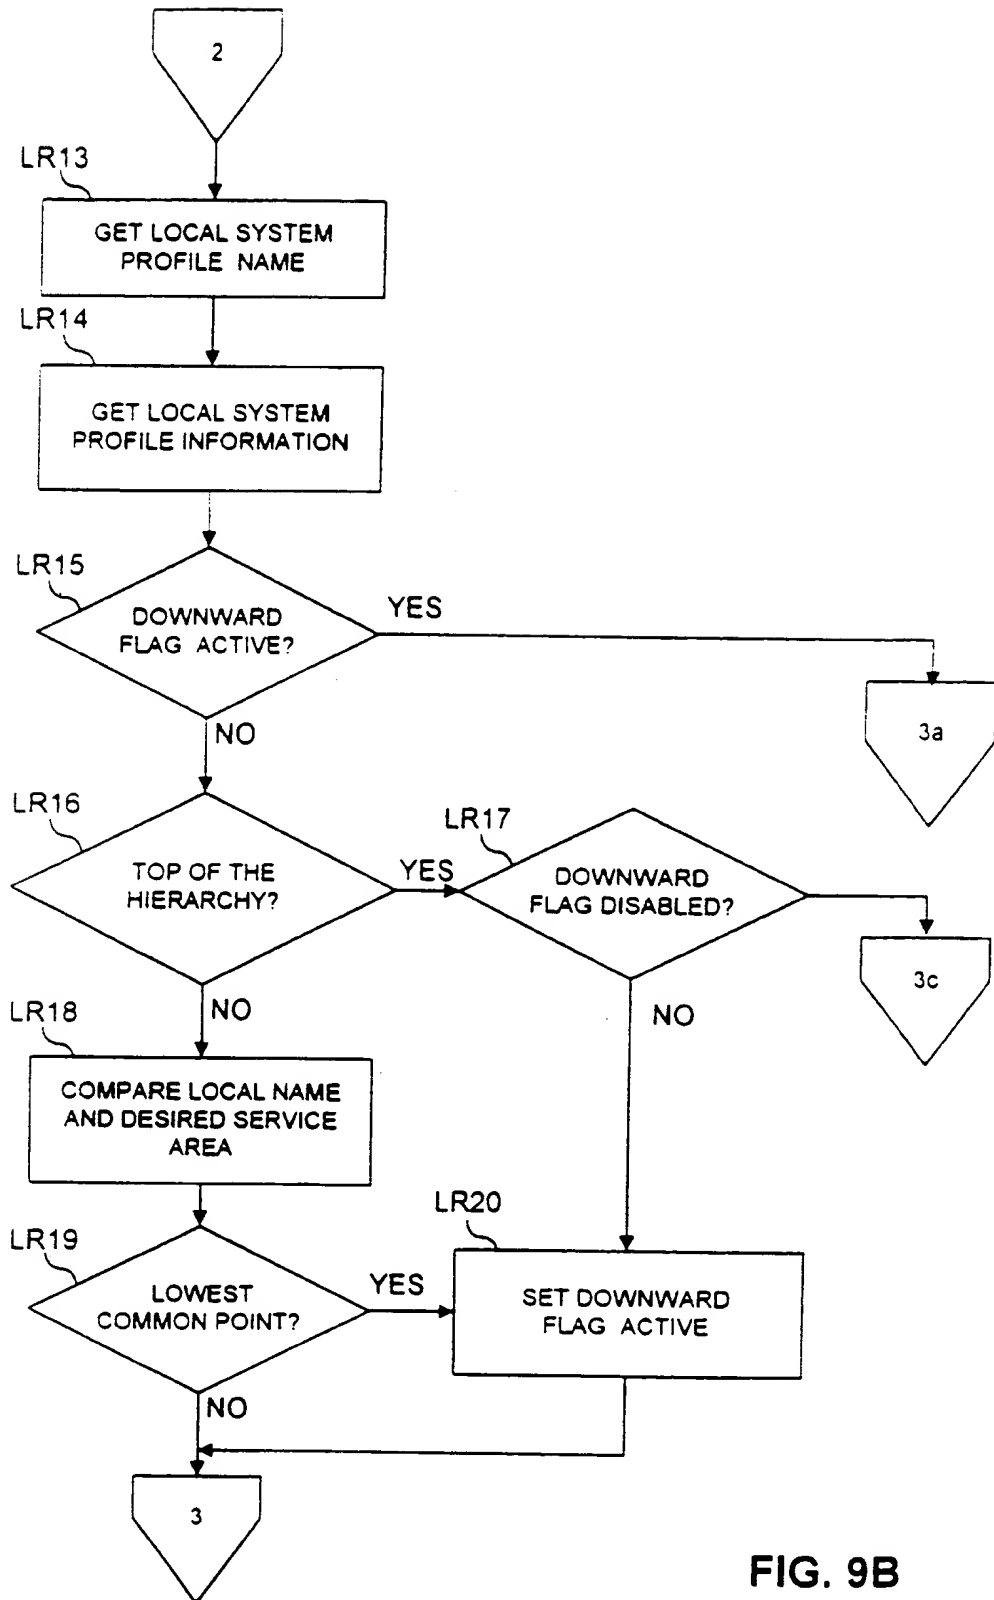 2
LR13
GET LOCAL SYSTEM
PROFILE NAME
LR14
GET LOCAL SYSTEM
PROFILE INFORMATION
LR15
DOWNWARD
FLAG ACTIVE?
YES
3a
NO
LR16
TOP OF THE
HIERARCHY?
YES
LR17
DOWNWARD
FLAG DISABLED?
3c
NO
NO
LR18
COMPARE LOCAL NAME
AND DESIRED SERVICE
AREA
LR19
LOWEST
COMMON POINT?
YES
LR20
SET DOWNWARD
FLAG ACTIVE
NO
3
FIG. 9B